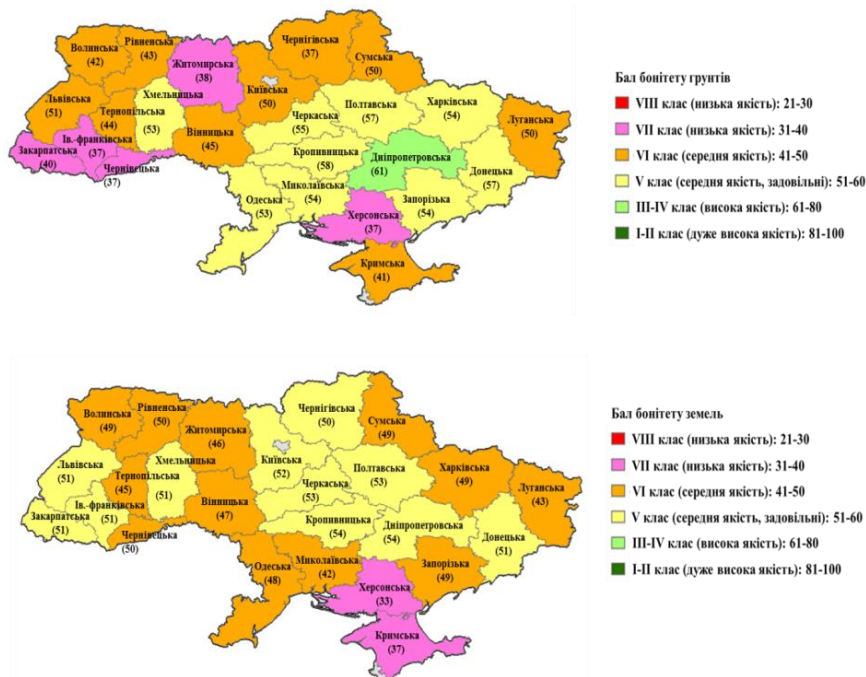 Волинська
(42)
Рівненська
(43)
Житомирська
(38)
Чернігівська
(37)
Сумська
(50)
Київська
(50)
Львівська
(51)
Тернопільська
(44)
Хмельницька
(53)
Вінницька
(45)
Черкаська
(55)
Полтавська
(57)
Харківська
(54)
Луганська
(50)
Ів.-франківська
(37)
Закарпатська
(40)
Чернівецька
(37)
Кропивницька
(58)
Дніпропетровська
(61)
Донецька
(57)
Одеська
(53)
Миколаївська
(54)
Запорізька
(54)
Херсонська
(37)
Кримська
(41)
Бал бонітету грунтів
VIII клас (низька якість): 21-30
VII клас (низька якість): 31-40
VI клас (середня якість): 41-50
V клас (середня якість, задовільні): 51-60
III-IV клас (висока якість): 61-80
I-II клас (дуже висока якість): 81-100
Волинська
(49)
Рівненська
(50)
Житомирська
(46)
Чернігівська
(50)
Сумська
(49)
Київська
(52)
Львівська
(51)
Тернопільська
(45)
Хмельницька
(51)
Вінницька
(47)
Черкаська
(53)
Полтавська
(53)
Харківська
(49)
Луганська
(43)
Ів.-франківська
(51)
Закарпатська
(51)
Чернівецька
(50)
Кропивницька
(54)
Дніпропетровська
(54)
Донецька
(51)
Одеська
(48)
Миколаївська
(42)
Запорізька
(49)
Херсонська
(33)
Кримська
(37)
Бал бонітету земель
VIII клас (низька якість): 21-30
VII клас (низька якість): 31-40
VI клас (середня якість): 41-50
V клас (середня якість, задовільні): 51-60
III-IV клас (висока якість): 61-80
I-II клас (дуже висока якість): 81-100